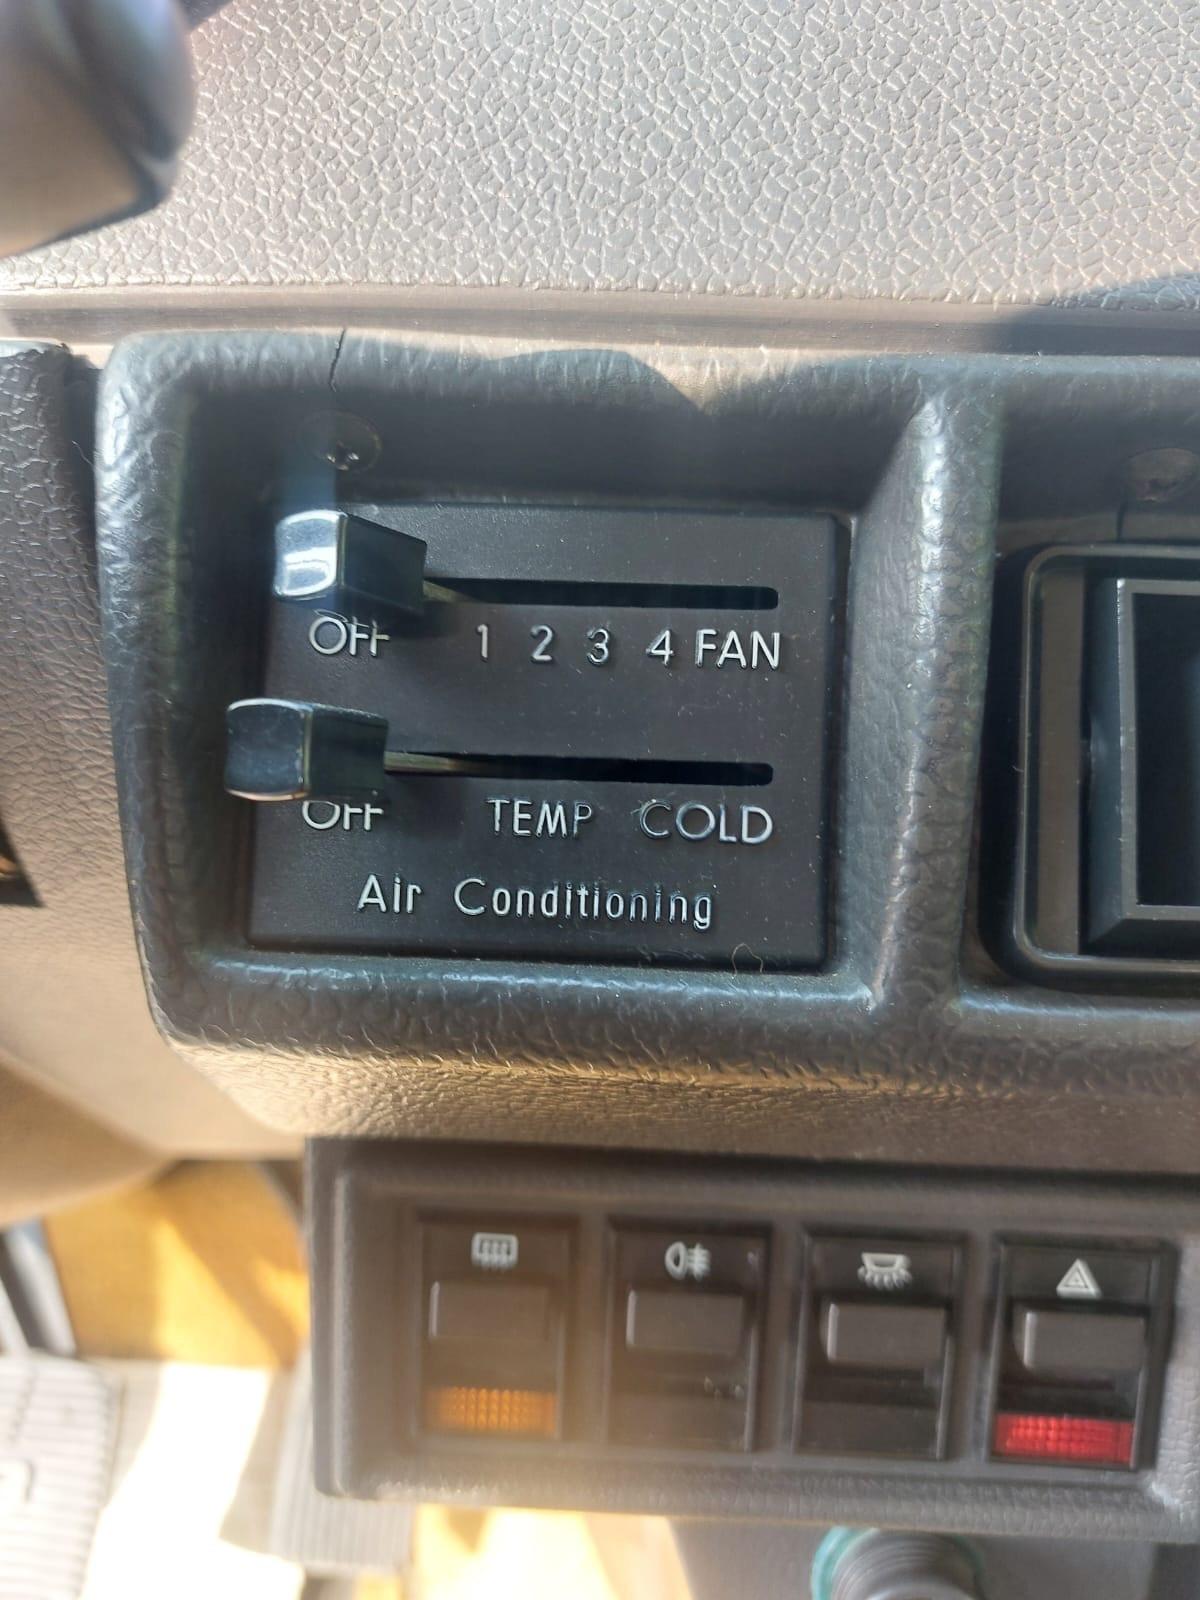 OFF 1 2 3 4 FAN
OFF TEMP COLD
Air Conditioning